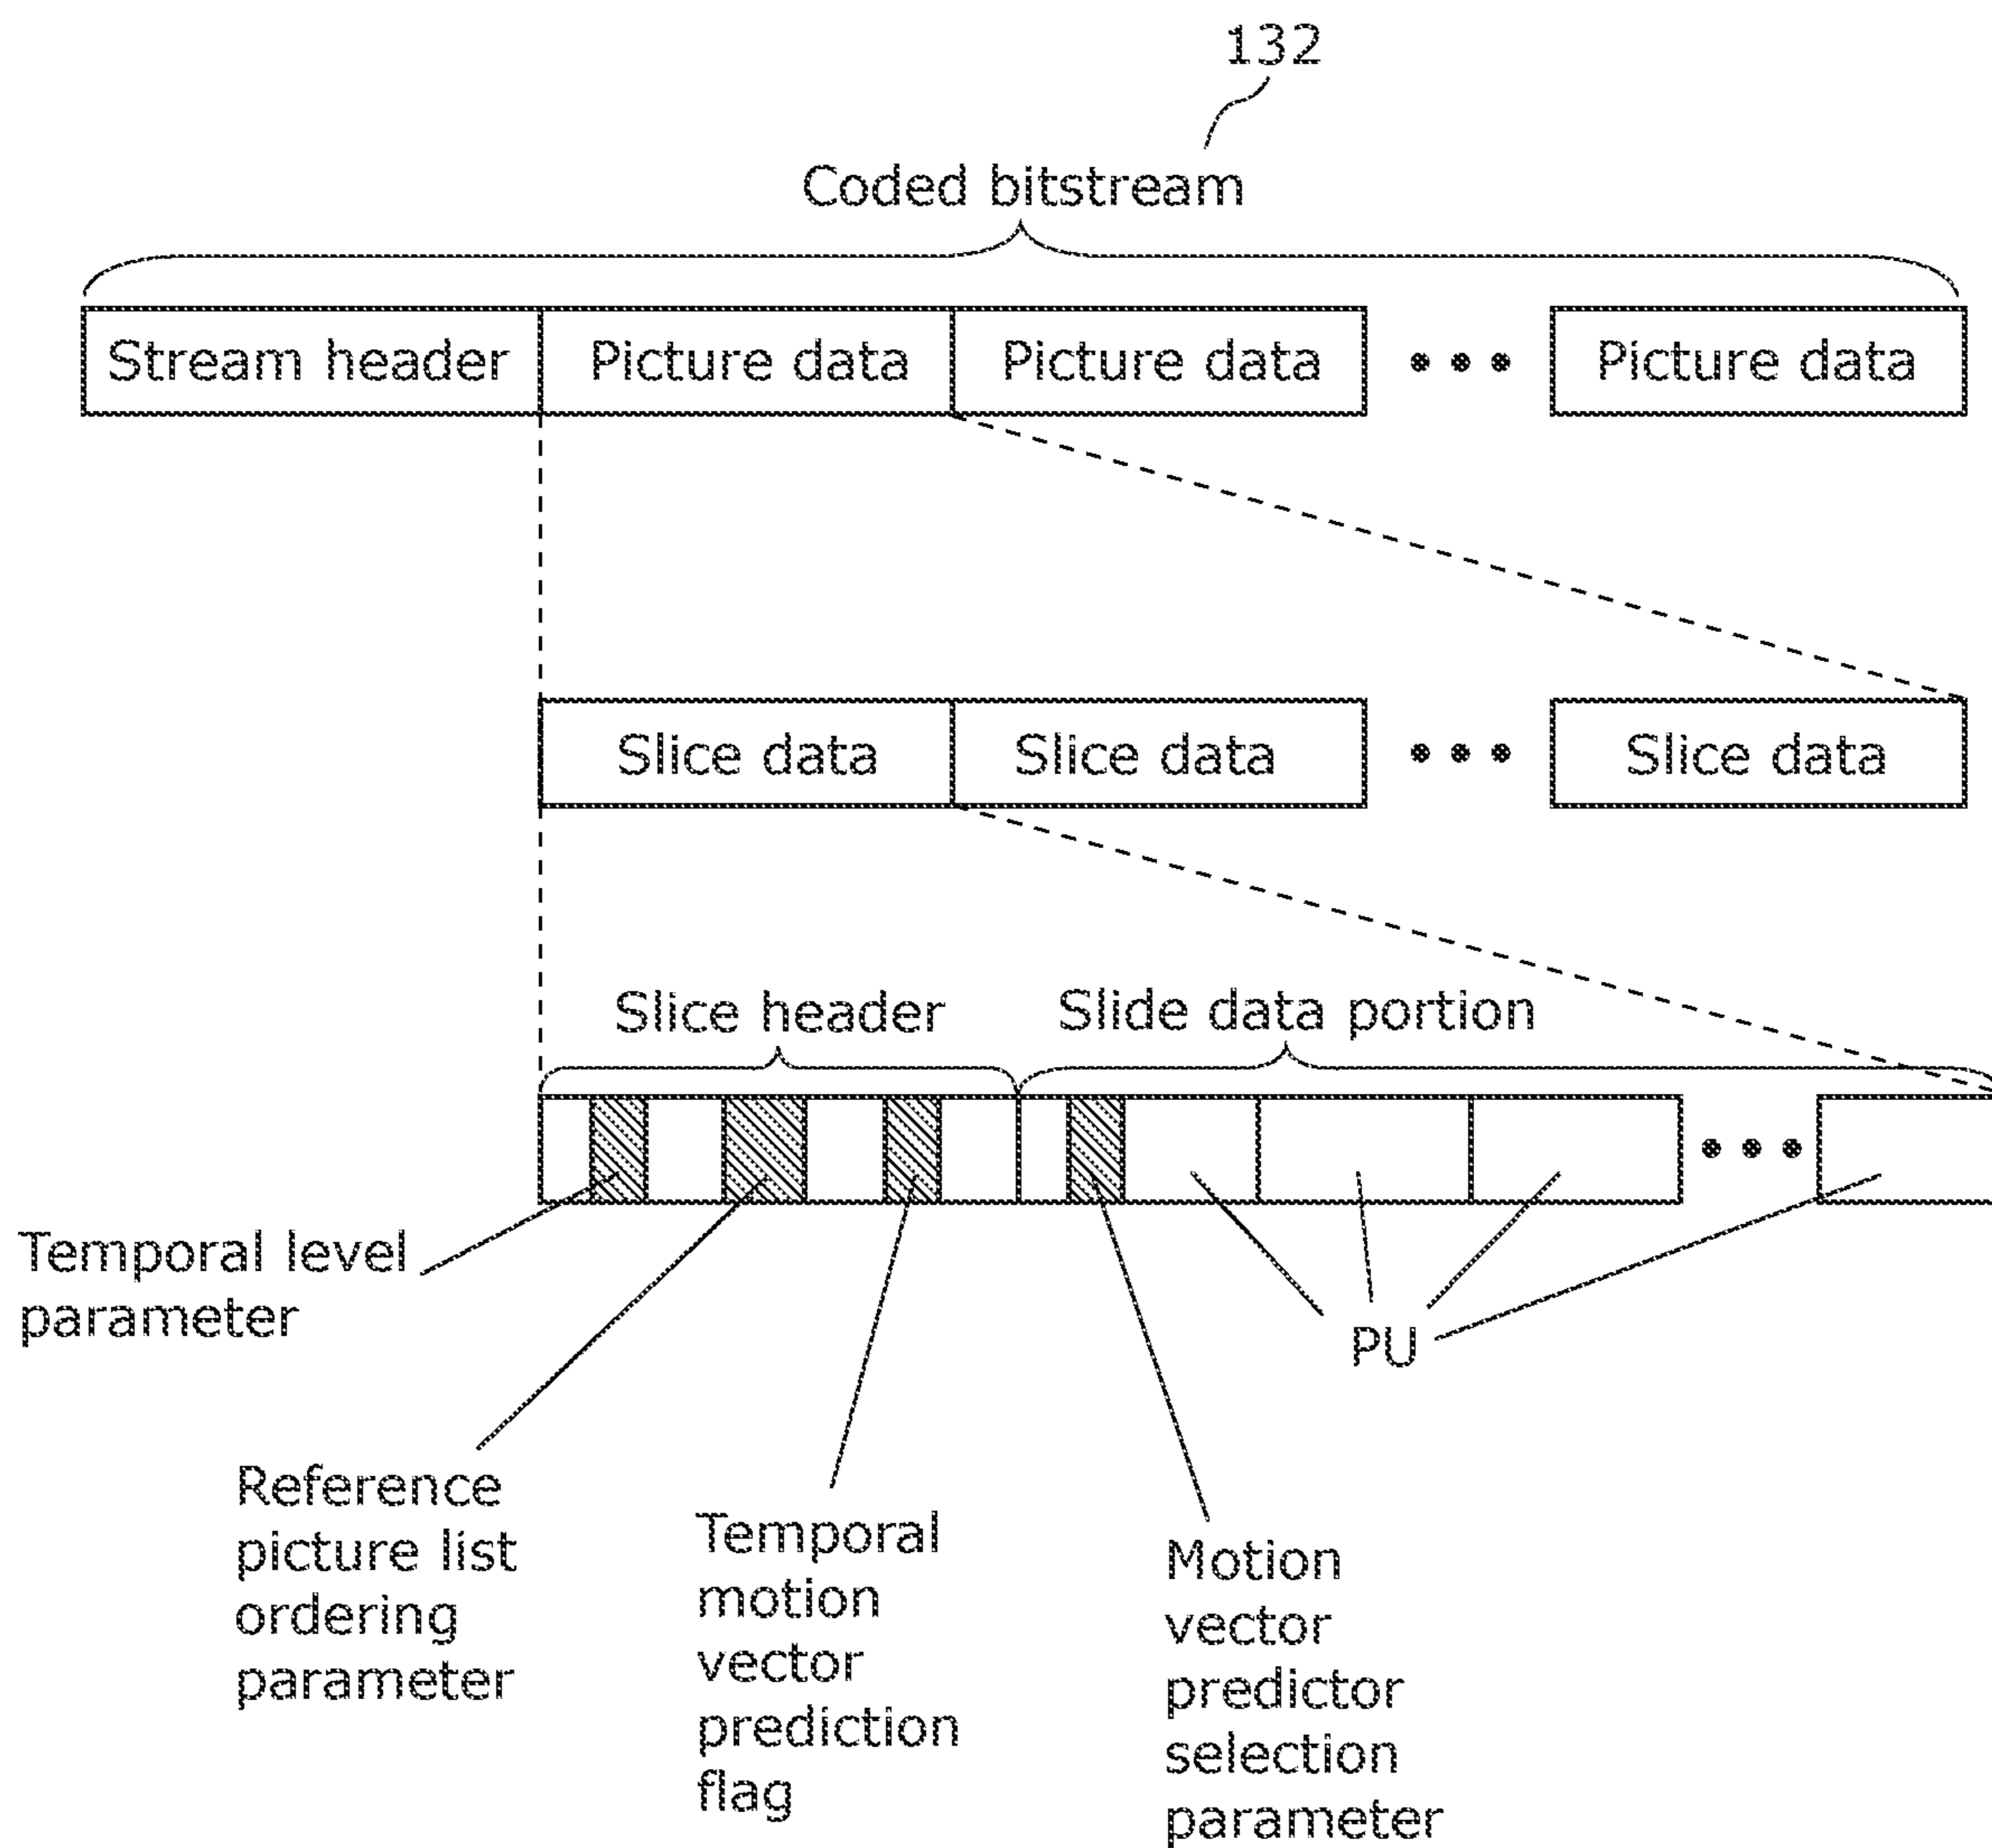 132
Coded bitstream
Stream header
Picture data
Picture data
Picture data
Slice data
Slice data
Slice data
Slice header
Slide data portion
Temporal level
parameter
PU
Reference
picture list
ordering
parameter
Temporal
motion
vector
prediction
flag
Motion
vector
predictor
selection
parameter